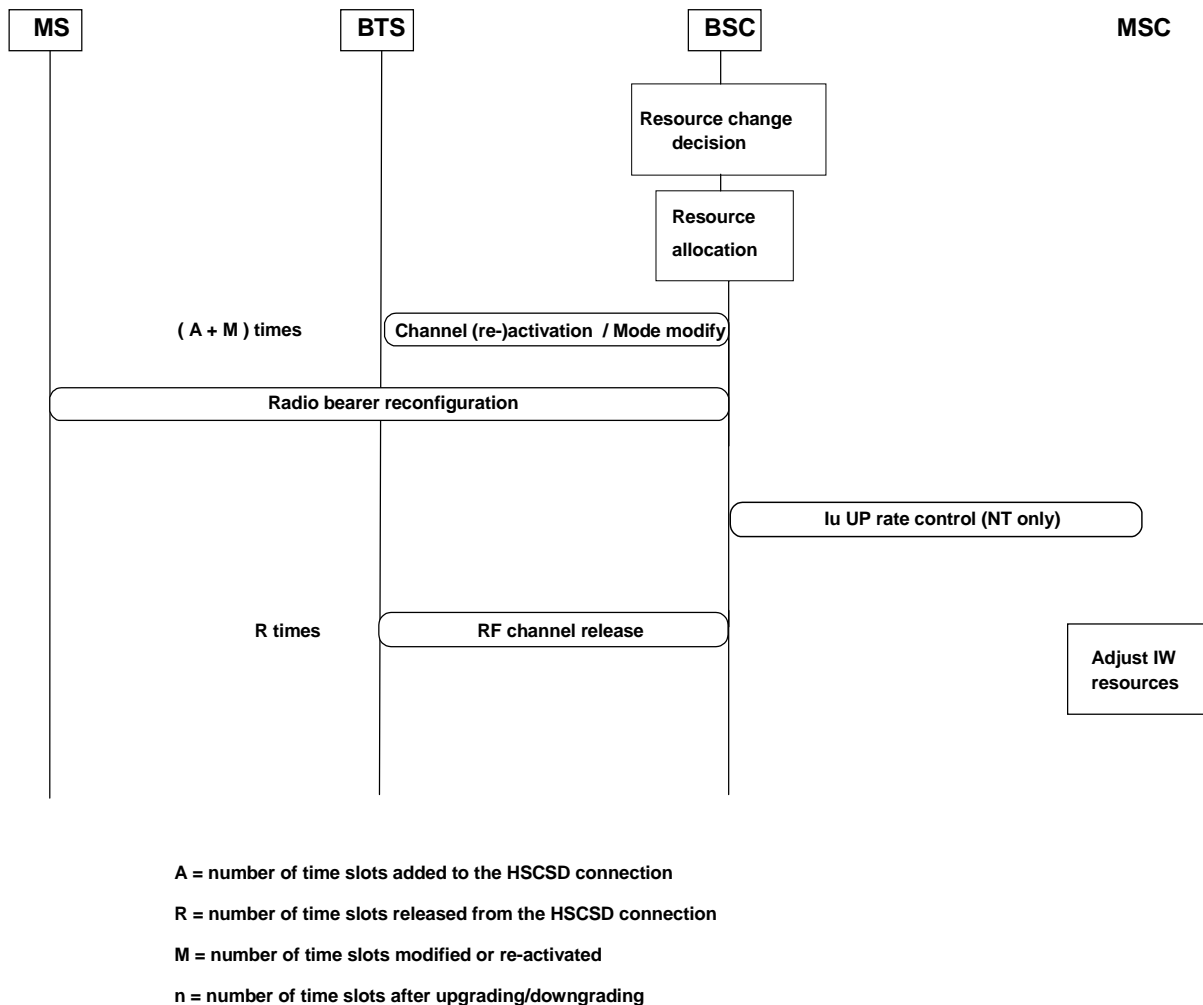 MS BTS BSC MSC
Resource change
decision
Resource
allocation
( A + M ) times Channel (re-)activation / Mode modify
Radio bearer reconfiguration
Iu UP rate control (NT only)
R times RF channel release
Adjust IW
resources
A = number of time slots added to the HSCSD connection
R = number of time slots released from the HSCSD connection
M = number of time slots modified or re-activated
n = number of time slots after upgrading/downgrading